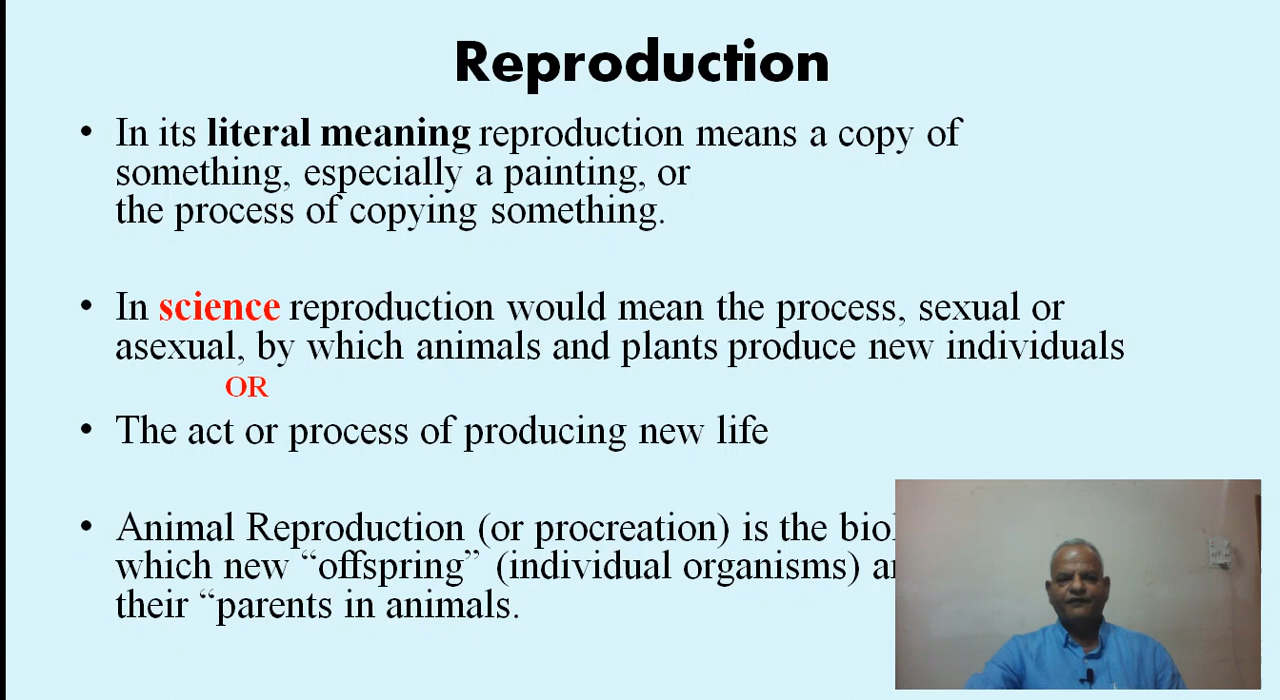 Reproduction
• In its literal meaning reproduction means a copy of
something, especially a painting, or
the process of copying something.
• In science reproduction would mean the process, sexual or
asexual, by which animals and plants produce new individuals
OR
• The act or process of producing new life
• Animal Reproduction (or procreation) is the
which new “offspring” (individual organisms)
their “parents in animals.